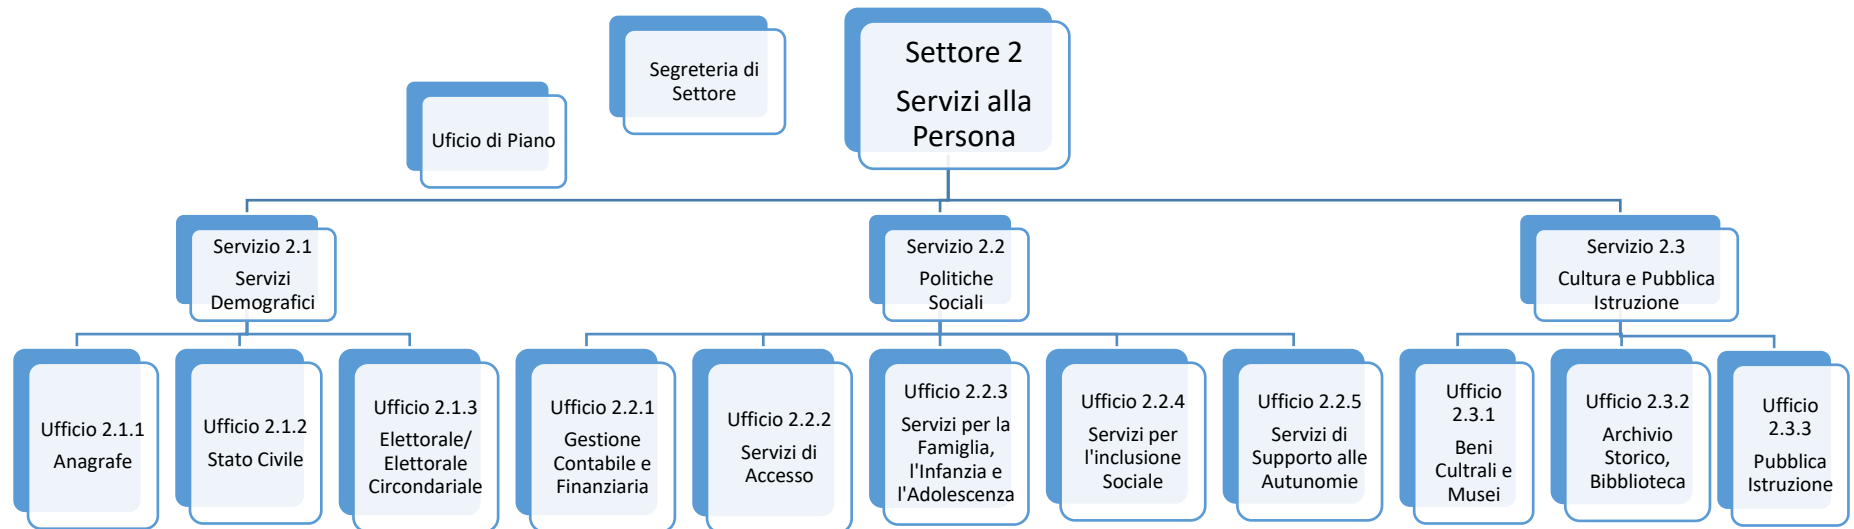 Settore 2
Servizi alla
Persona
Segreteria di
Settore
Uficio di Piano
Servizio 2.1
Servizi
Demografici
Servizio 2.2
Politiche
Sociali
Servizio 2.3
Cultura e Pubblica
Istruzione
Ufficio 2.1.1
Anagrafe
Ufficio 2.1.2
Stato Civile
Ufficio 2.1.3
Elettorale/
Elettorale
Circondariale
Ufficio 2.2.1
Gestione
Contabile e
Finanziaria
Ufficio 2.2.2
Servizi di
Accesso
Ufficio 2.2.3
Servizi per la
Famiglia,
l'Infanzia e
l'Adolescenza
Ufficio 2.2.4
Servizi per
l'inclusione
Sociale
Ufficio 2.2.5
Servizi di
Supporto alle
Autunomie
Ufficio
2.3.1
Beni
Cultrali e
Musei
Ufficio 2.3.2
Archivio
Storico,
Bibblioteca
Ufficio
2.3.3
Pubblica
Istruzione